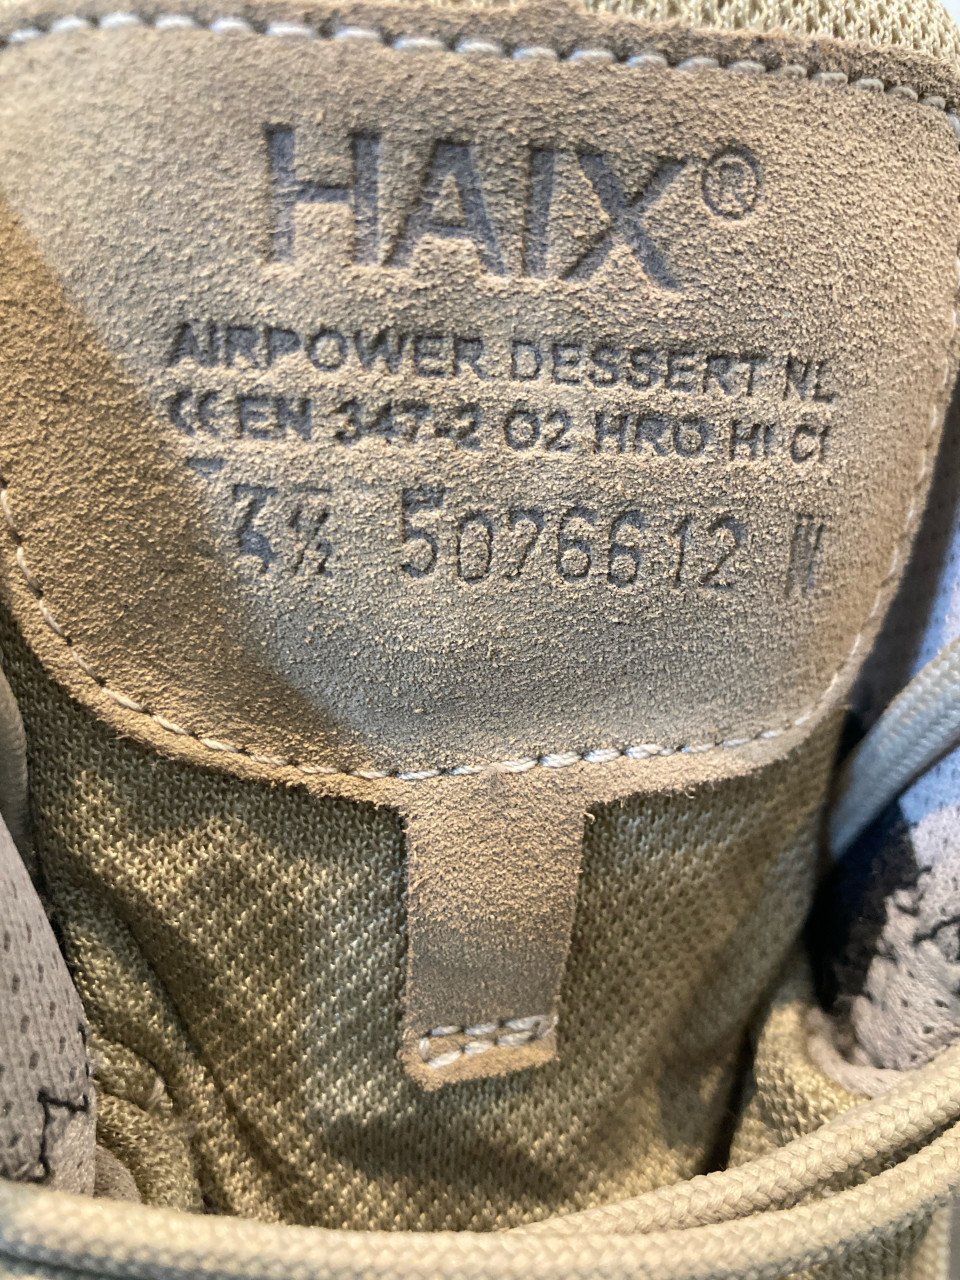 HAIX®
AIRPOWER DESSERT NL
CE EN 347-2 O2 HRO HI CI
5076612